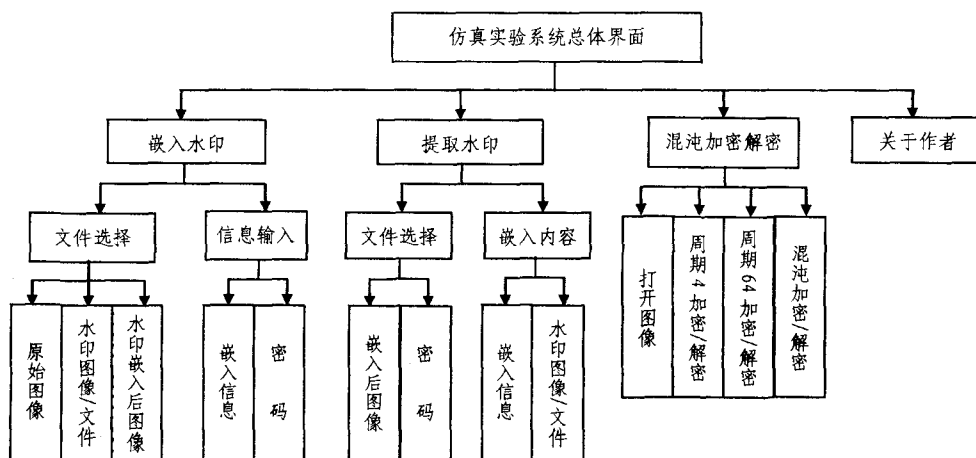 仿真实验系统总体界面
嵌入水印
提取水印
混沌加密解密
关于作者
文件选择
信息输入
文件选择
嵌入内容
打开图像
周期4加密/解密
周期64加密/解密
混沌加密/解密
原始图像
水印图像/文件
水印嵌入后图像
嵌入信息
密码
嵌入后图像
密码
嵌入信息
水印图像/文件